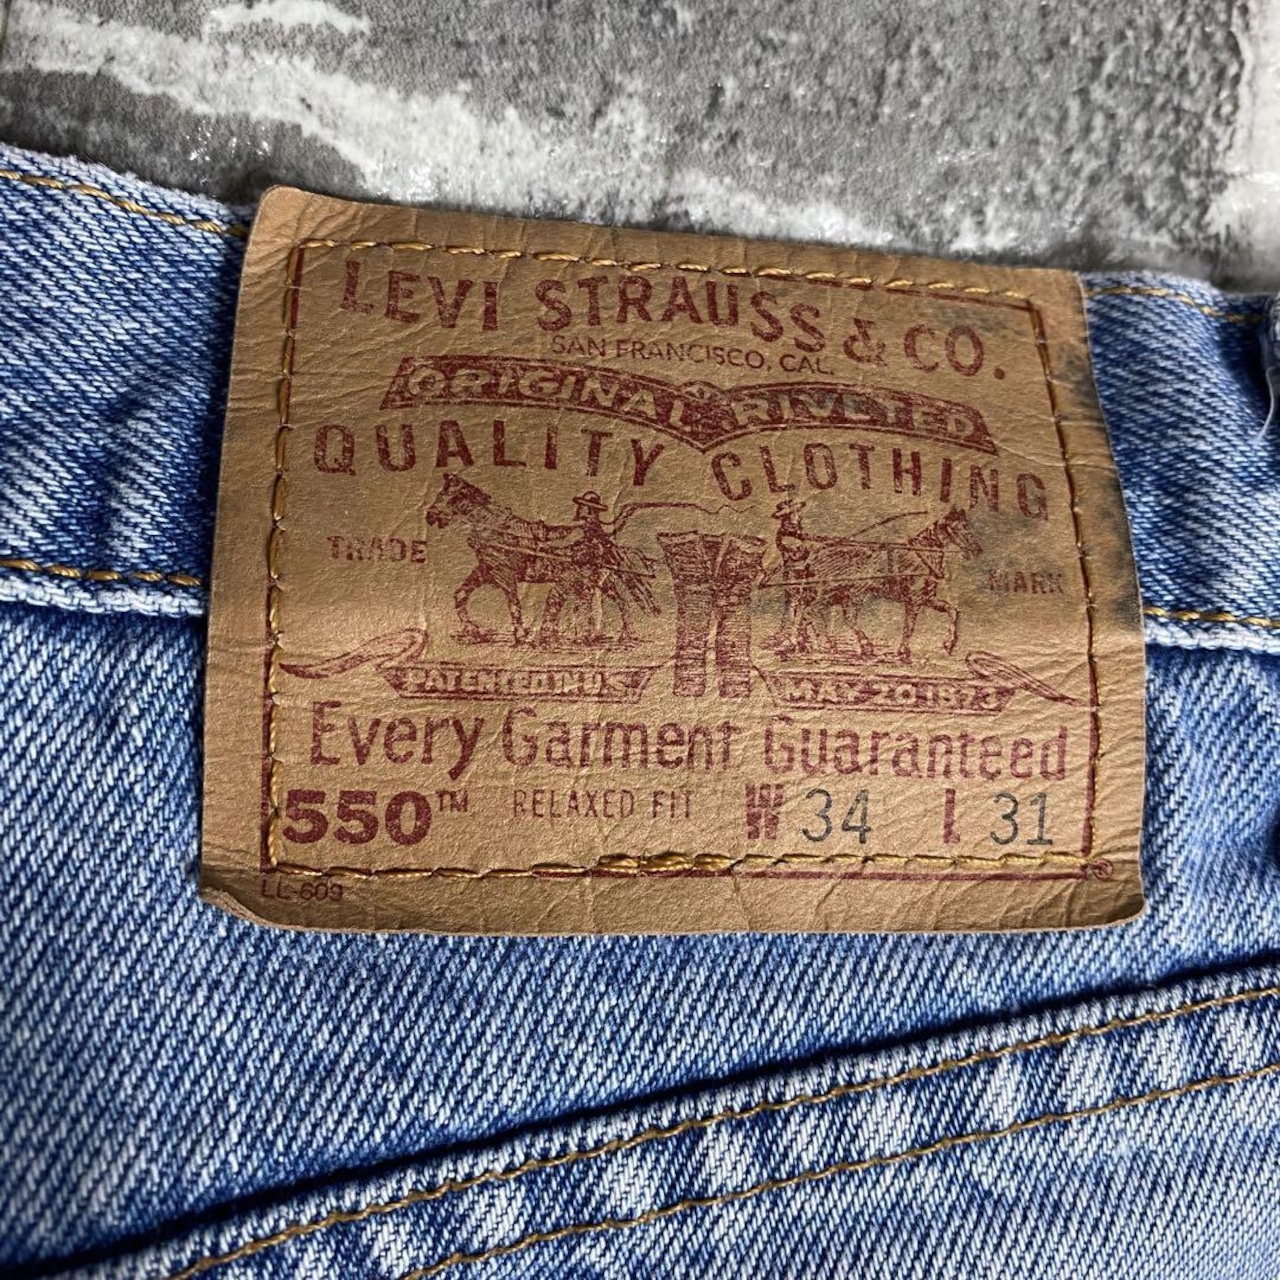 LEVI STRAUSS & CO.
SAN FRANCISCO, CAL.
ORIGINAL RIVETED
QUALITY CLOTHING
TRADE MARK
PATENTED IN U.S. MAY 20 1873
Every Garment Guaranteed
550™ RELAXED FIT W 34 L 31
LL-609 ®